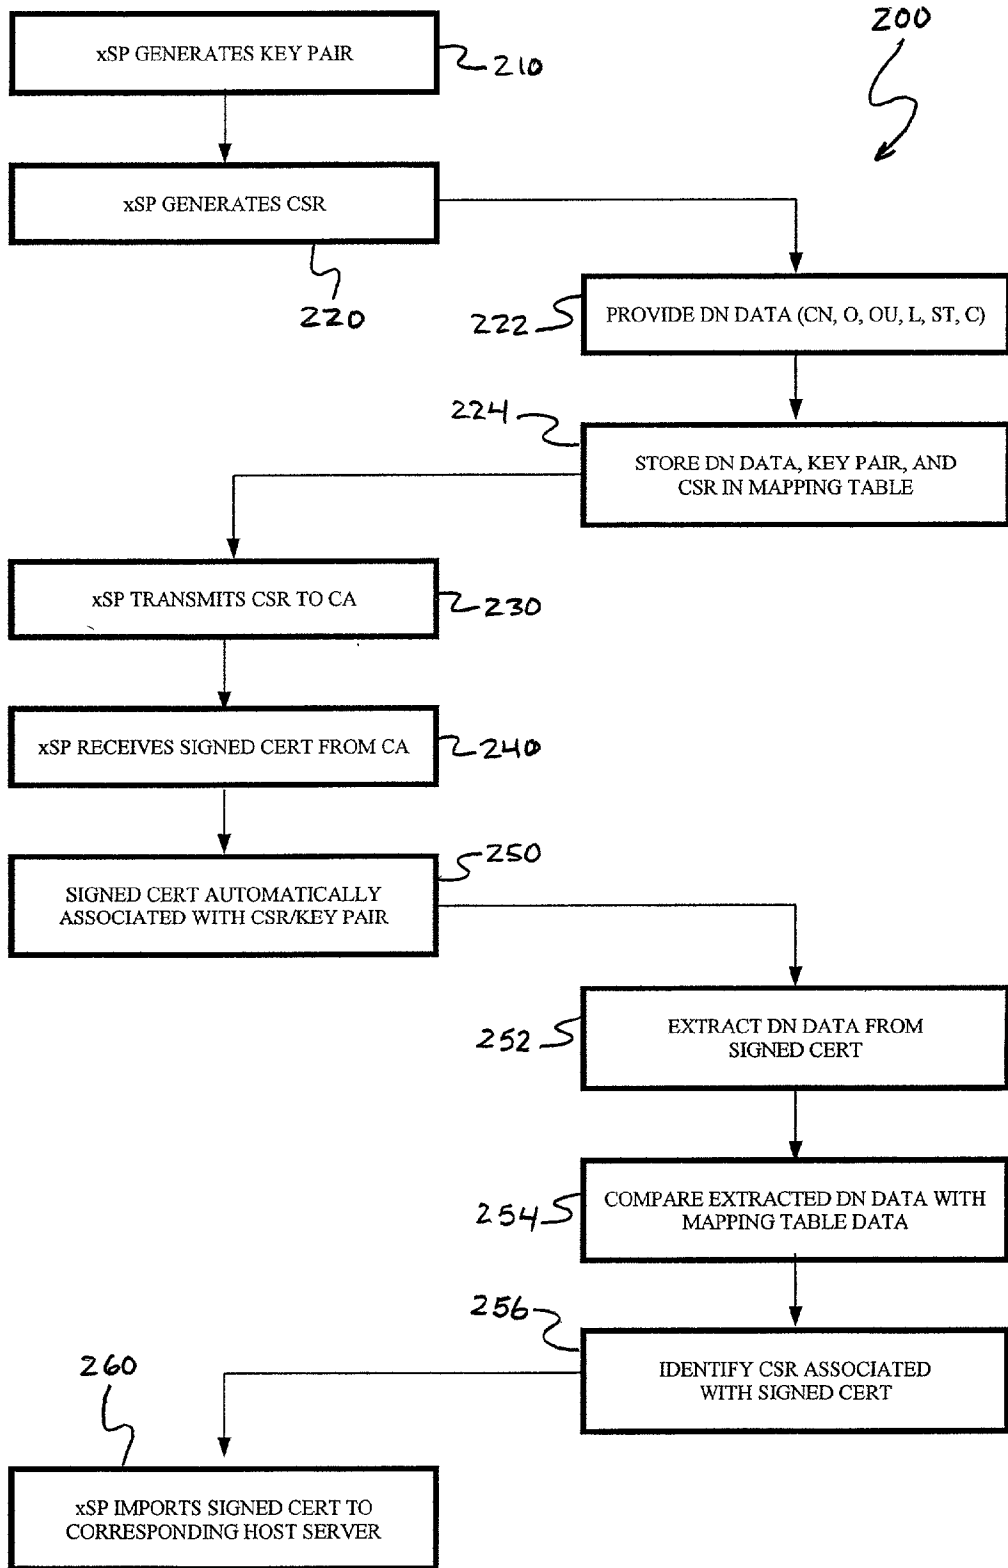 200
xSP GENERATES KEY PAIR
210
xSP GENERATES CSR
220
222
PROVIDE DN DATA (CN, O, OU, L, ST, C)
224
STORE DN DATA, KEY PAIR, AND
CSR IN MAPPING TABLE
xSP TRANSMITS CSR TO CA
230
xSP RECEIVES SIGNED CERT FROM CA
240
250
SIGNED CERT AUTOMATICALLY
ASSOCIATED WITH CSR/KEY PAIR
252
EXTRACT DN DATA FROM
SIGNED CERT
254
COMPARE EXTRACTED DN DATA WITH
MAPPING TABLE DATA
256
IDENTIFY CSR ASSOCIATED
WITH SIGNED CERT
260
xSP IMPORTS SIGNED CERT TO
CORRESPONDING HOST SERVER